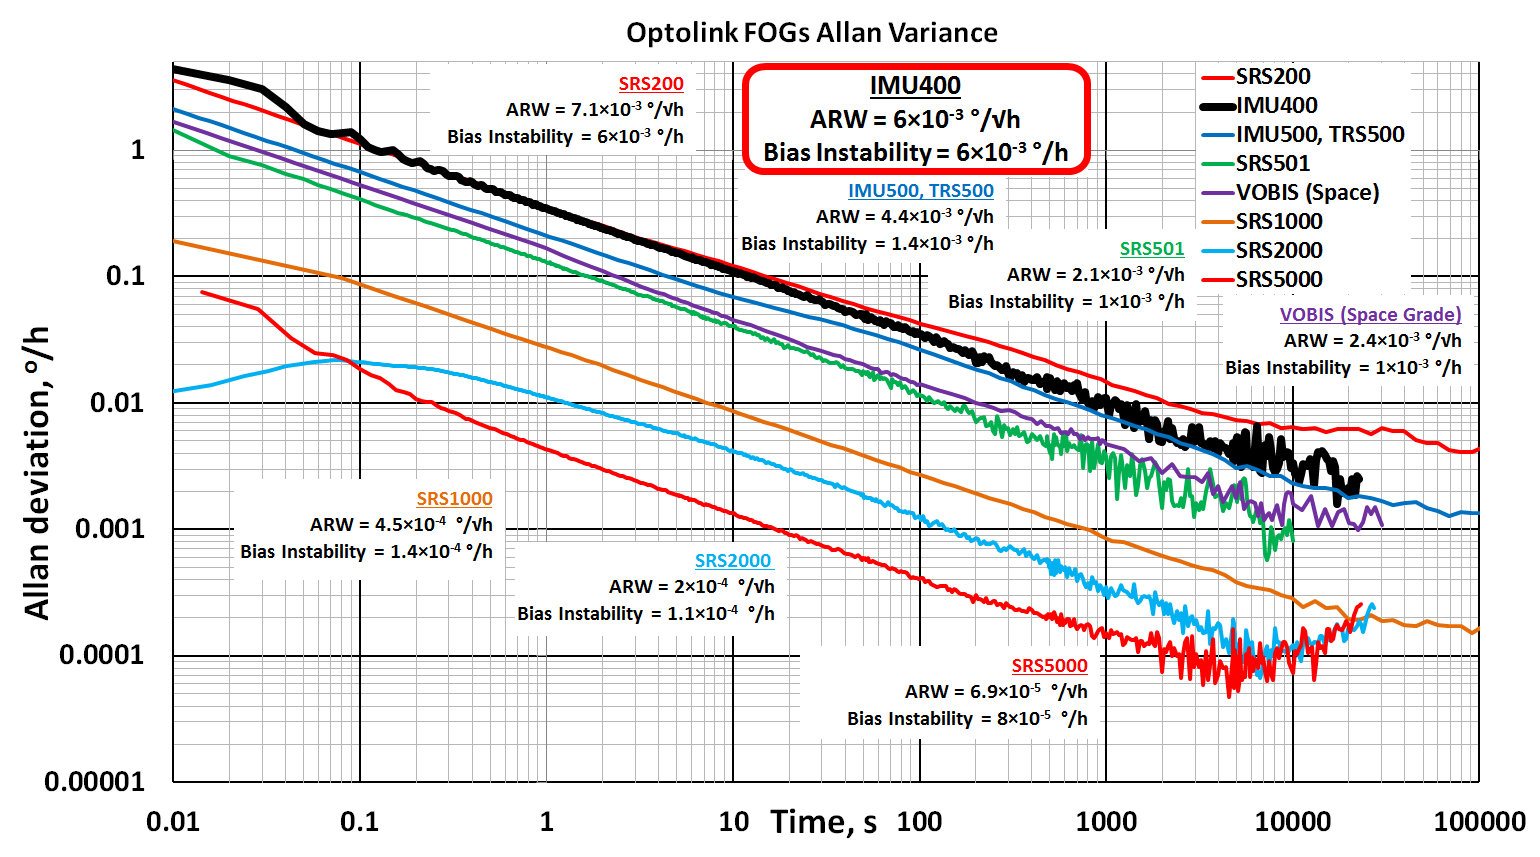 Optolink FOGs Allan Variance
SRS200
ARW = 7.1×10⁻³ °/√h
Bias Instability = 6×10⁻³ °/h
IMU400
ARW = 6×10⁻³ °/√h
Bias Instability = 6×10⁻³ °/h
SRS200
IMU400
IMU500, TRS500
SRS501
VOBIS (Space)
SRS1000
SRS2000
SRS5000
IMU500, TRS500
ARW = 4.4×10⁻³ °/√h
Bias Instability = 1.4×10⁻³ °/h
SRS501
ARW = 2.1×10⁻³ °/√h
Bias Instability = 1×10⁻³ °/h
VOBIS (Space Grade)
ARW = 2.4×10⁻³ °/√h
Bias Instability = 1×10⁻³ °/h
SRS1000
ARW = 4.5×10⁻⁴ °/√h
Bias Instability = 1.4×10⁻⁴ °/h
SRS2000
ARW = 2×10⁻⁴ °/√h
Bias Instability = 1.1×10⁻⁴ °/h
SRS5000
ARW = 6.9×10⁻⁵ °/√h
Bias Instability = 8×10⁻⁵ °/h
Allan deviation, º/h
1
0.1
0.01
0.001
0.0001
0.00001
0.01
0.1
1
10
100
1000
10000
100000
Time, s